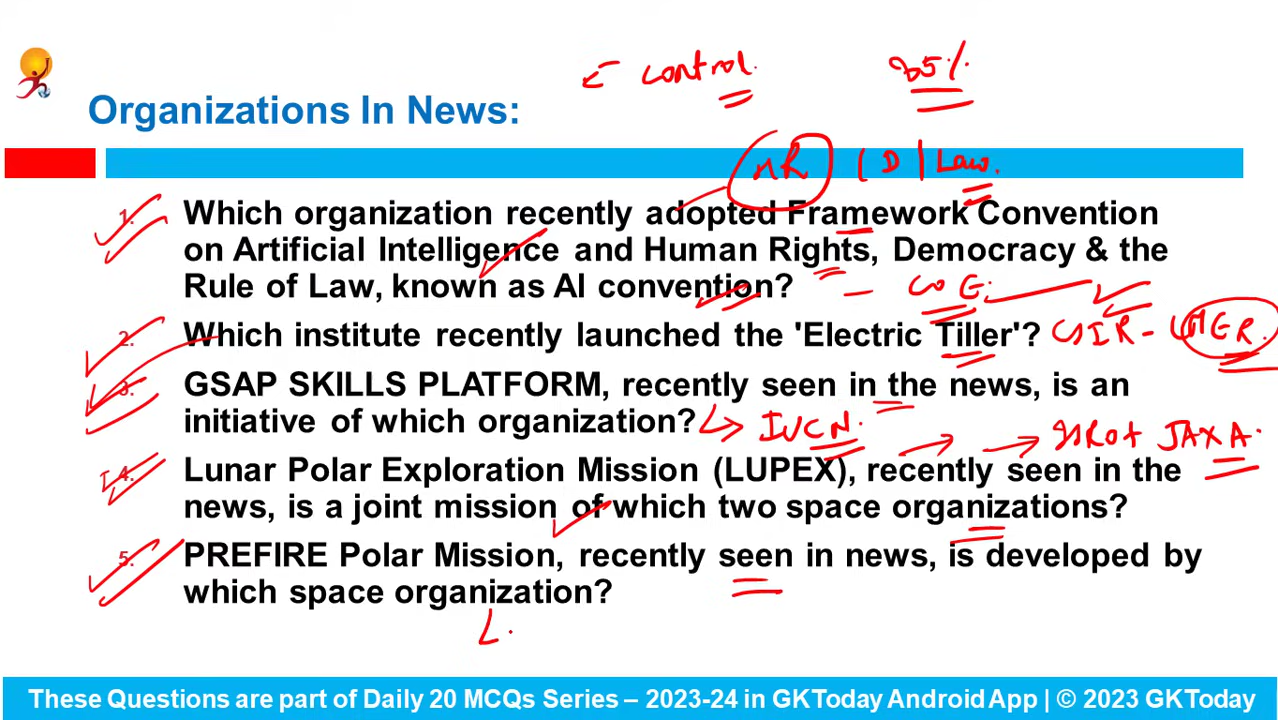 control. 35%
Organizations In News:
HR | D | Law.
1. Which organization recently adopted Framework Convention
on Artificial Intelligence and Human Rights, Democracy & the
Rule of Law, known as AI convention? – COE.
2. Which institute recently launched the 'Electric Tiller'? CSIR - CMERI.
3. GSAP SKILLS PLATFORM, recently seen in the news, is an
initiative of which organization? → IUCN.
ISRO + JAXA.
4. Lunar Polar Exploration Mission (LUPEX), recently seen in the
news, is a joint mission of which two space organizations?
5. PREFIRE Polar Mission, recently seen in news, is developed by
which space organization?
These Questions are part of Daily 20 MCQs Series – 2023-24 in GKToday Android App | © 2023 GKToday